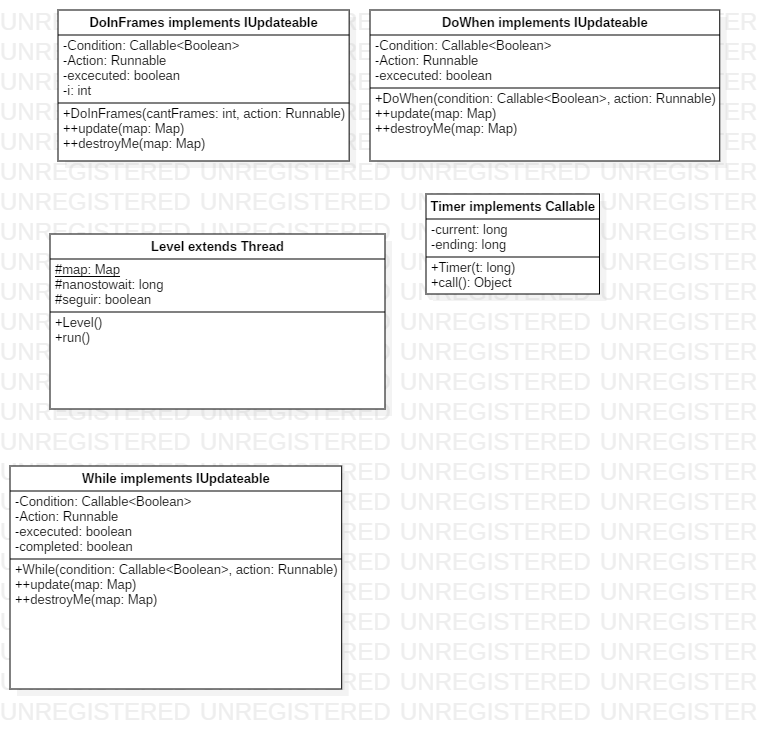 DoInFrames implements IUpdateable
-Condition: Callable<Boolean>
-Action: Runnable
-excecuted: boolean
-i: int
+DoInFrames(cantFrames: int, action: Runnable)
++update(map: Map)
++destroyMe(map: Map)
DoWhen implements IUpdateable
-Condition: Callable<Boolean>
-Action: Runnable
-excecuted: boolean
+DoWhen(condition: Callable<Boolean>, action: Runnable)
++update(map: Map)
++destroyMe(map: Map)
Timer implements Callable
-current: long
-ending: long
+Timer(t: long)
+call(): Object
Level extends Thread
#map: Map
#nanostowait: long
#seguir: boolean
+Level()
+run()
While implements IUpdateable
-Condition: Callable<Boolean>
-Action: Runnable
-excecuted: boolean
-completed: boolean
+While(condition: Callable<Boolean>, action: Runnable)
++update(map: Map)
++destroyMe(map: Map)
UNREGISTERED UNREGISTERED UNREGISTERED UNREGISTER